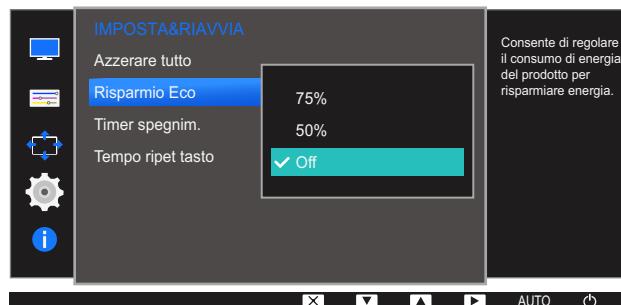 IMPOSTA&RIAVVIA
Azzerare tutto
Risparmio Eco
Timer spegnim.
Tempo ripet tasto
75%
50%
Off
Consente di regolare
il consumo di energia
del prodotto per
risparmiare energia.
AUTO